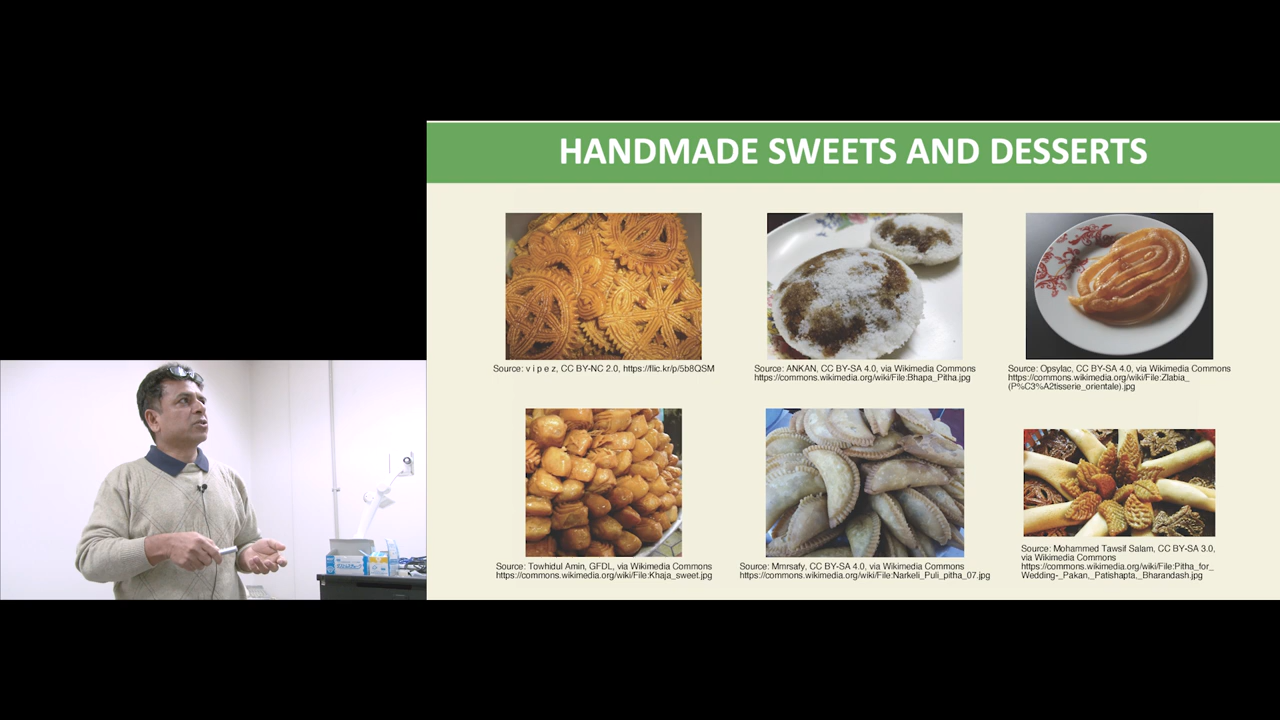 HANDMADE SWEETS AND DESSERTS
Source: v i p e z, CC BY-NC 2.0, https://flic.kr/p/5b8QSM
Source: ANKAN, CC BY-SA 4.0, via Wikimedia Commons
https://commons.wikimedia.org/wiki/File:Bhapa_Pitha.jpg
Source: Opsylac, CC BY-SA 4.0, via Wikimedia Commons
https://commons.wikimedia.org/wiki/File:Zlabia_
(P%C3%A2tisserie_orientale).jpg
Source: Towhidul Amin, GFDL, via Wikimedia Commons
https://commons.wikimedia.org/wiki/File:Khaja_sweet.jpg
Source: Mmrsafy, CC BY-SA 4.0, via Wikimedia Commons
https://commons.wikimedia.org/wiki/File:Narkeli_Puli_pitha_07.jpg
Source: Mohammed Tawsif Salam, CC BY-SA 3.0,
via Wikimedia Commons
https://commons.wikimedia.org/wiki/File:Pitha_for_
Wedding-_Pakan,_Patishapta,_Bharandash.jpg